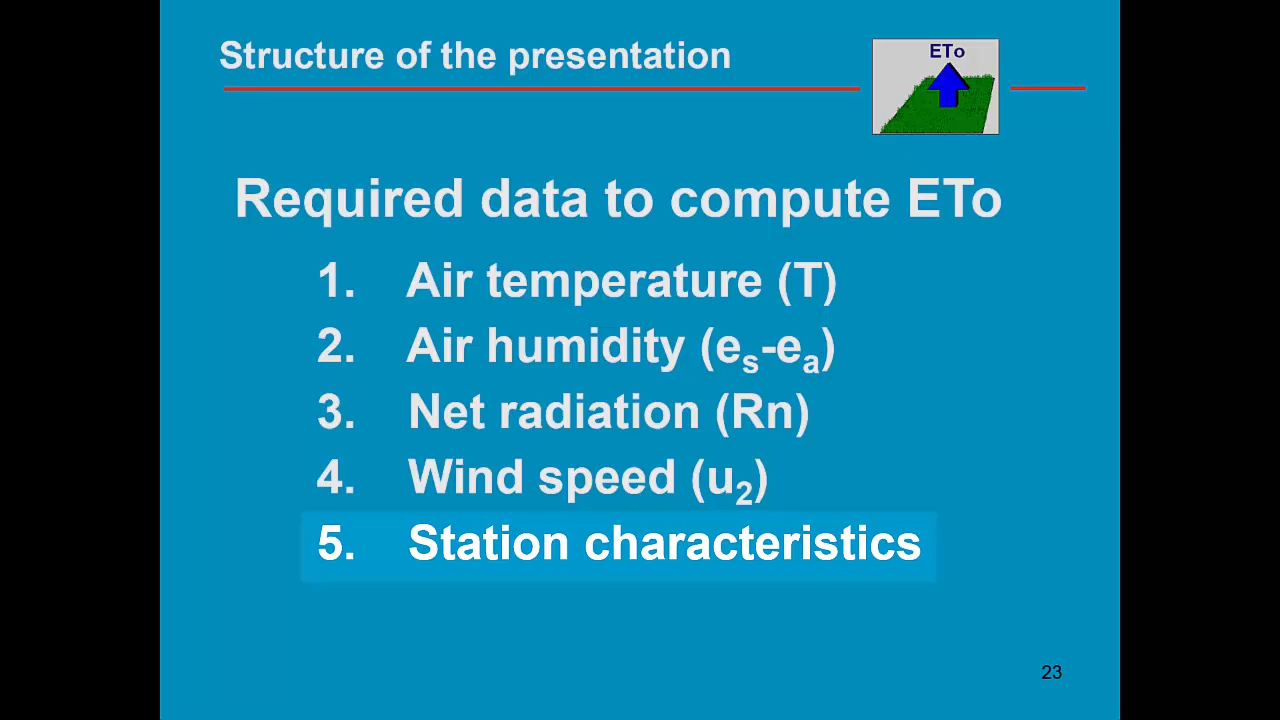 Structure of the presentation
ETo
Required data to compute ETo
1. Air temperature (T)
2. Air humidity (es-ea)
3. Net radiation (Rn)
4. Wind speed (u2)
5. Station characteristics
23